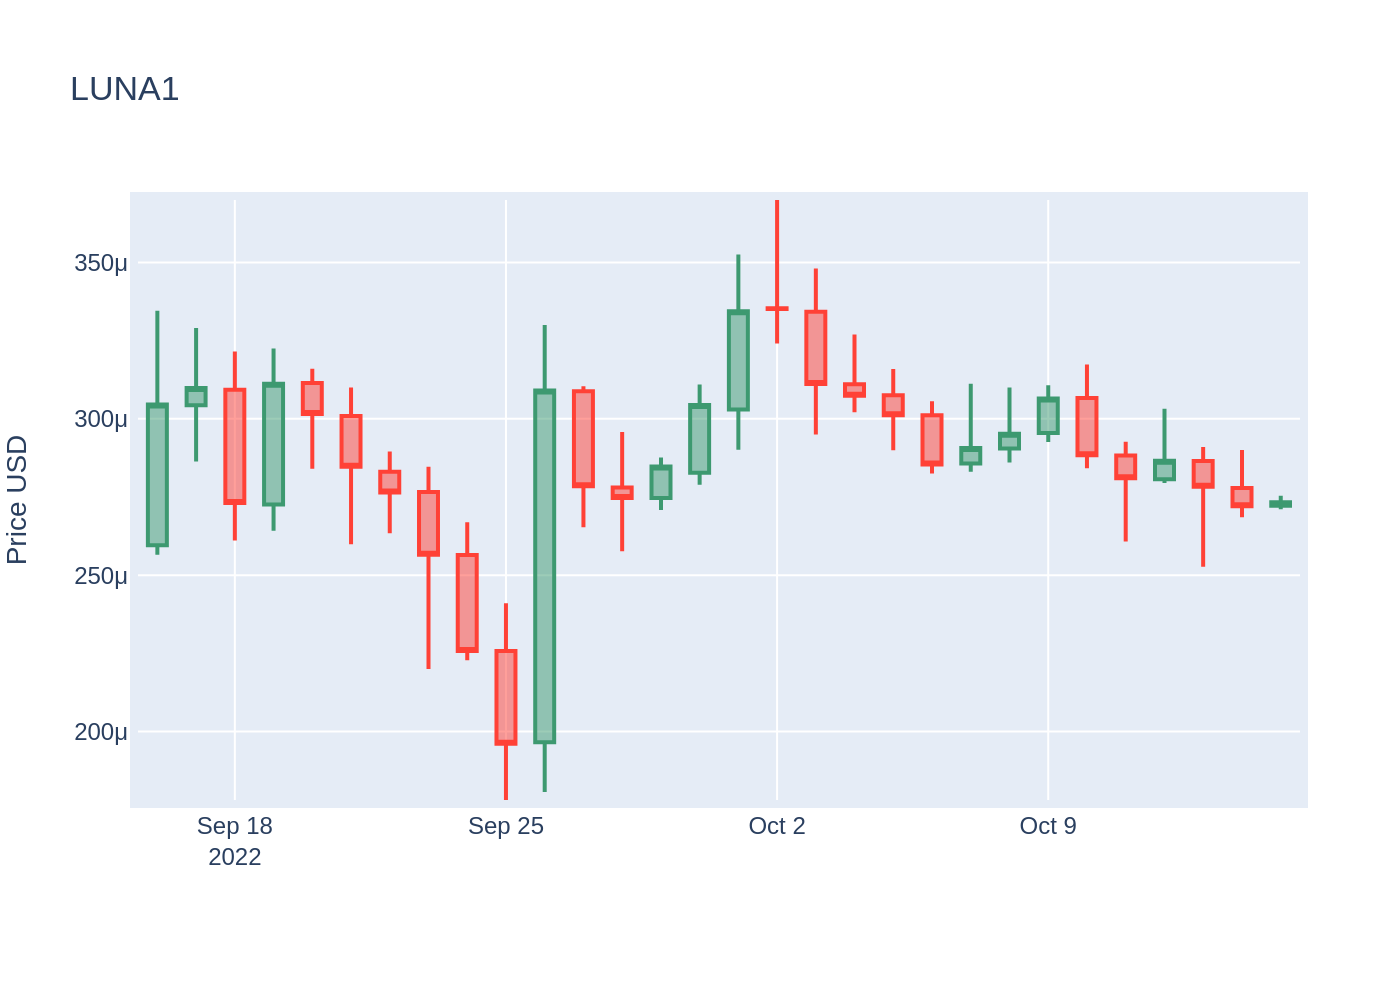 LUNA1
Price USD
350μ
300μ
250μ
200μ
Sep 18
2022
Sep 25
Oct 2
Oct 9